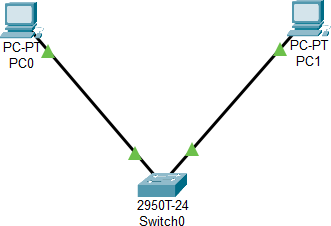 PC-PT
PC0
PC-PT
PC1
2950T-24
Switch0